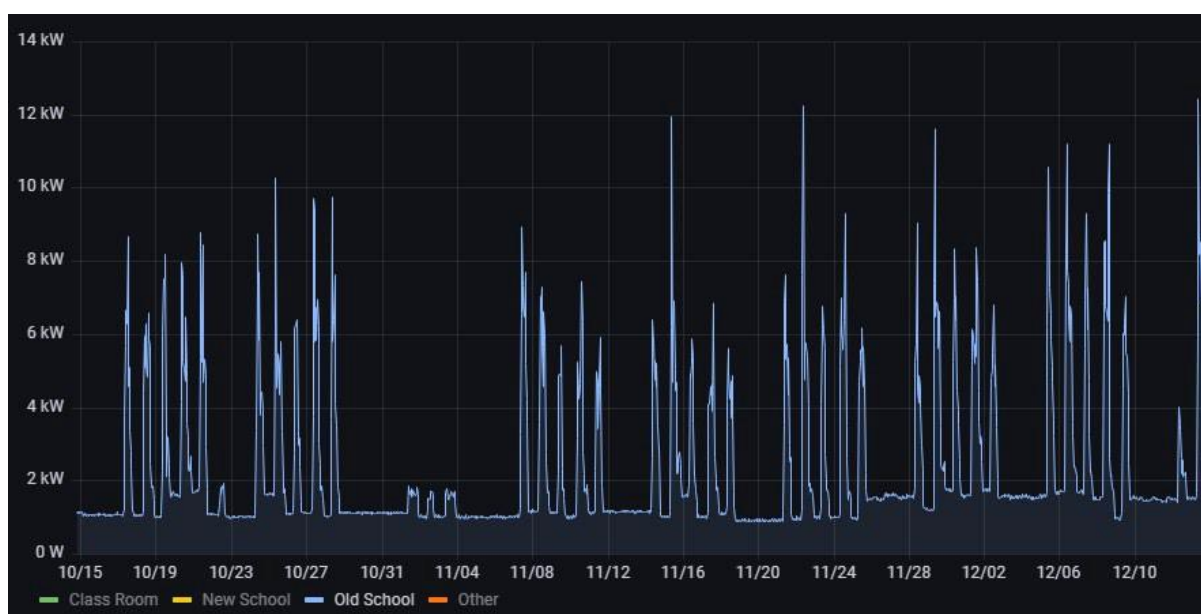 14 kW
12 kW
10 kW
8 kW
6 kW
4 kW
2 kW
0 W
10/15 10/19 10/23 10/27 10/31 11/04 11/08 11/12 11/16 11/20 11/24 11/28 12/02 12/06 12/10
Class Room New School Old School Other